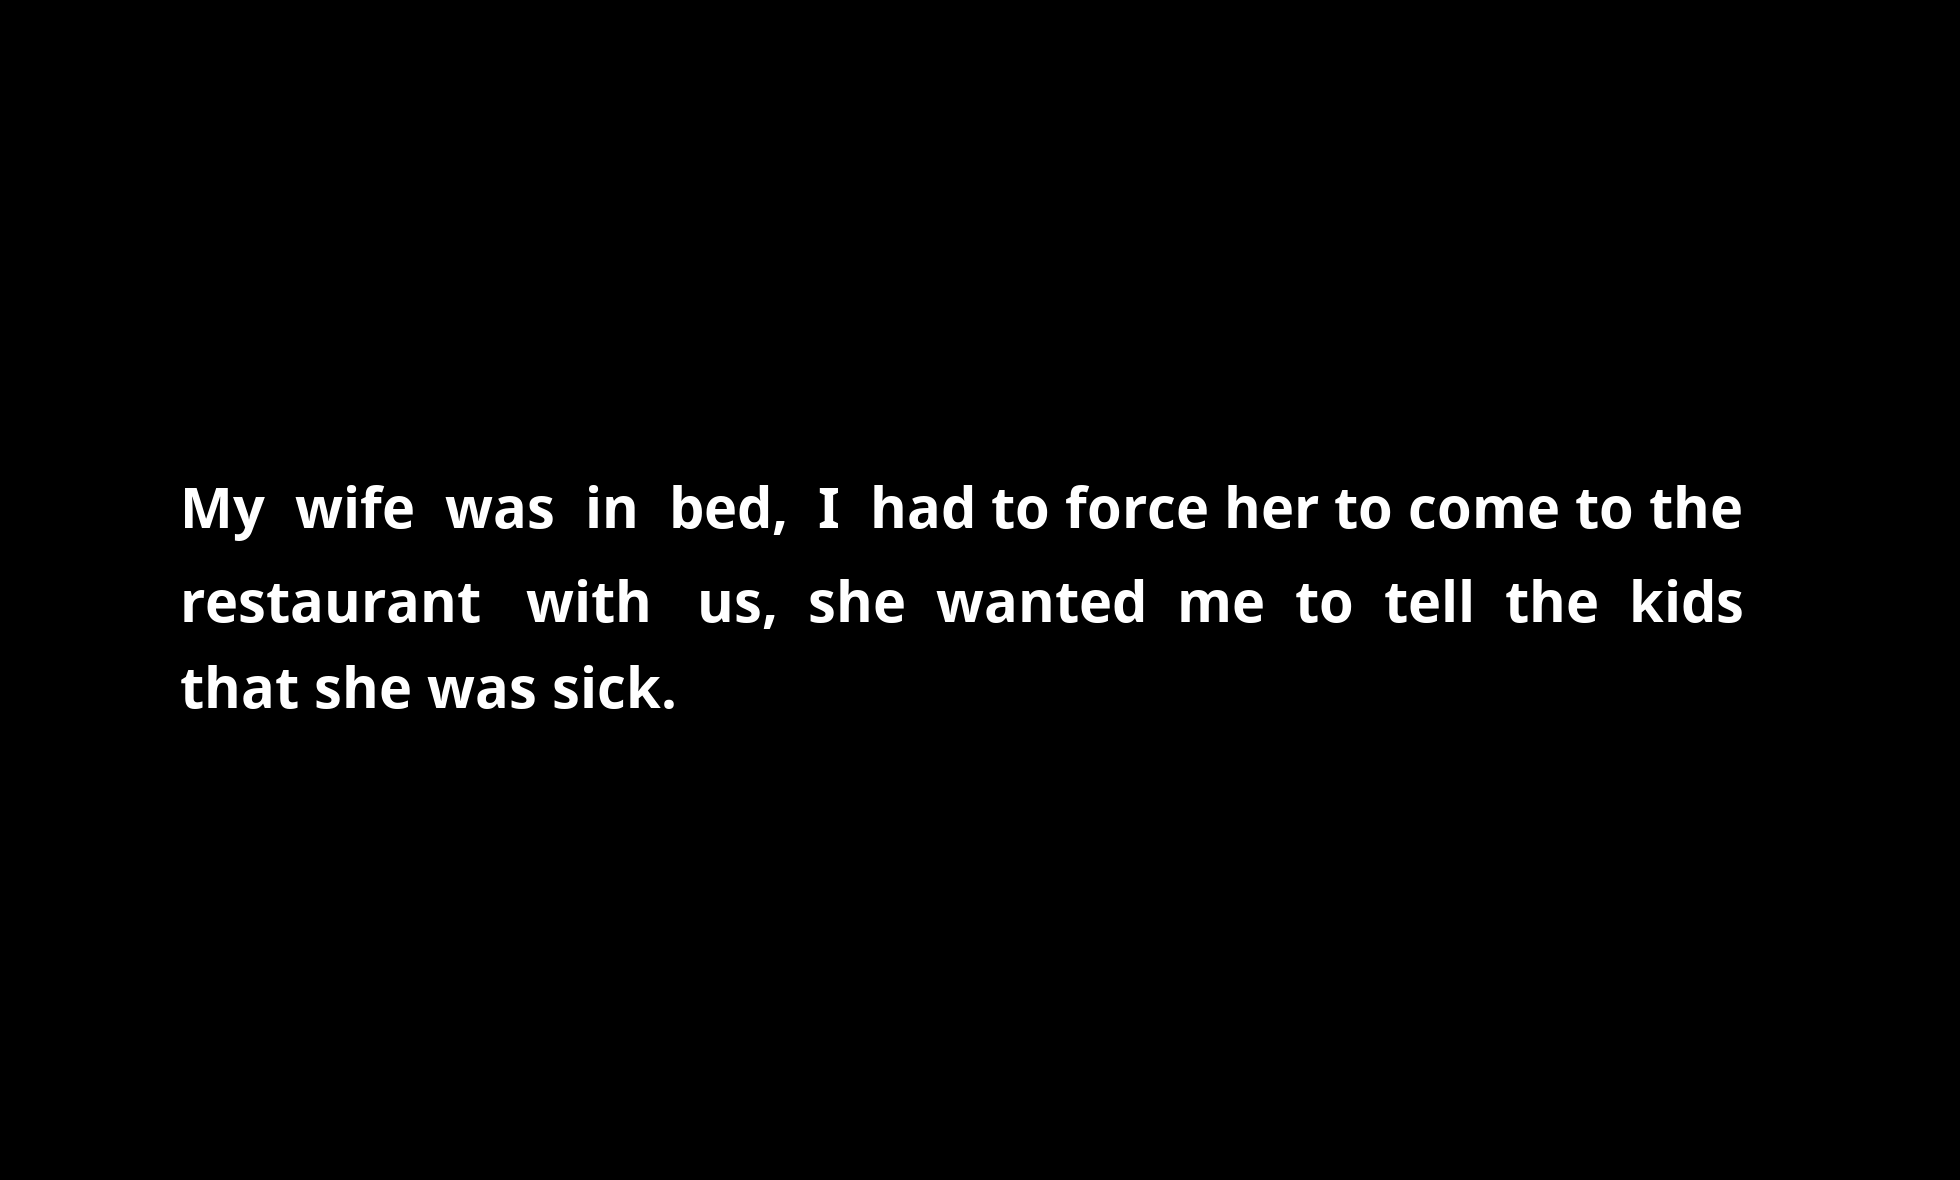 My wife was in bed, I had to force her to come to the
restaurant with us, she wanted me to tell the kids
that she was sick.